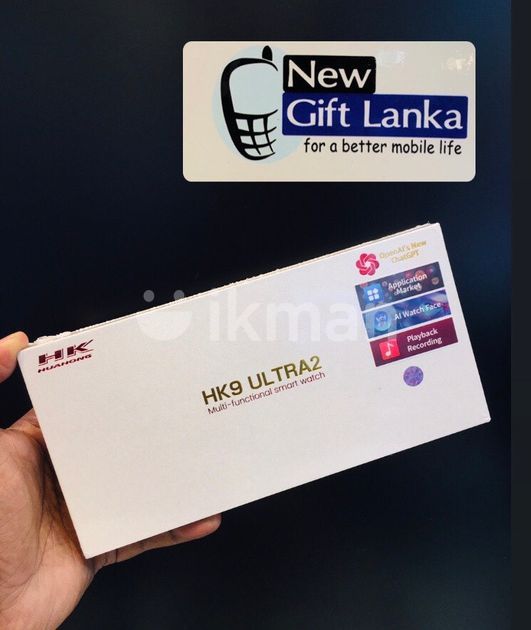 New
Gift Lanka
for a better mobile life
OpenAI's New
ChatGPT
Application
Market
AI Watch Face
Playback
Recording
ikman
HK
HUAHONG
HK9 ULTRA2
Multi-functional smart watch